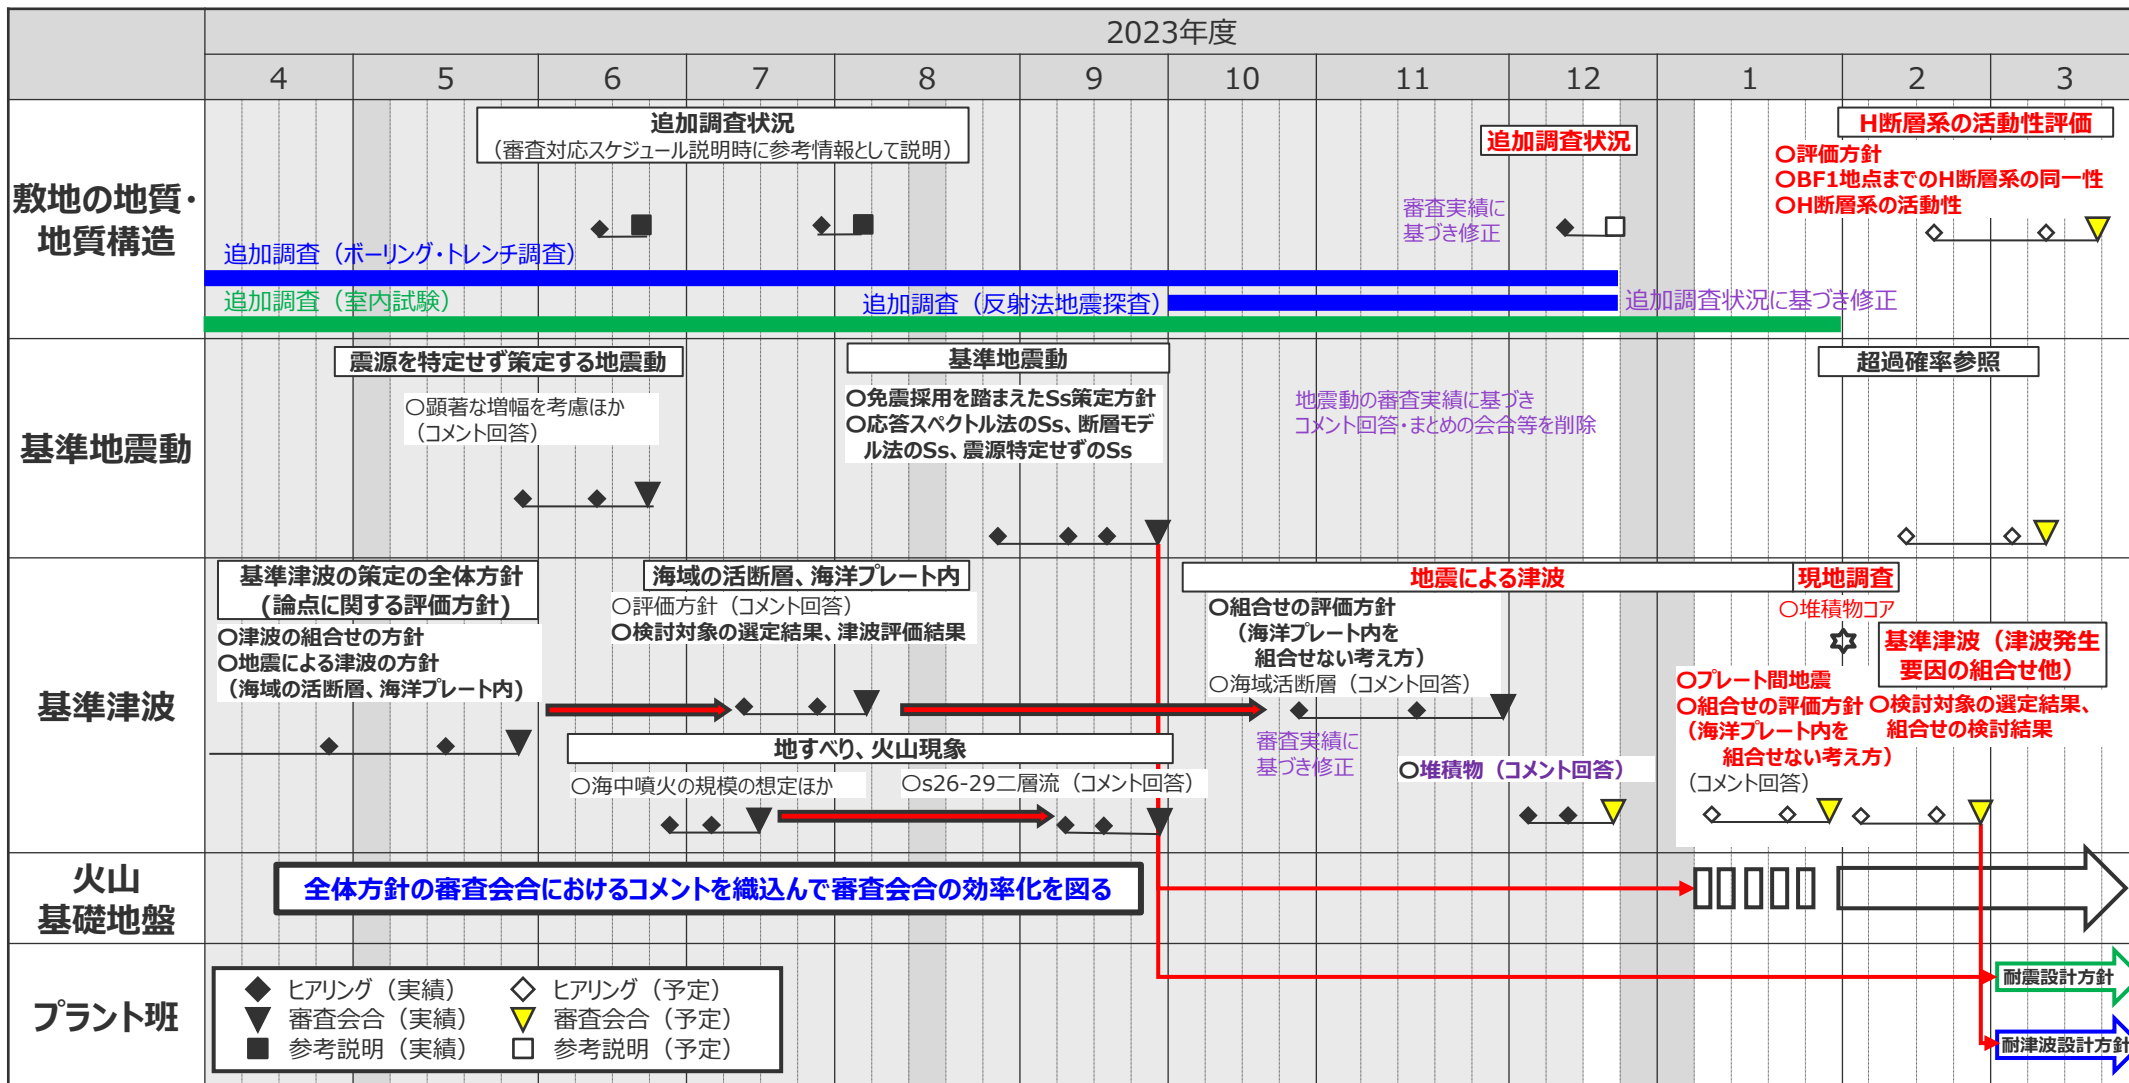 2023年度
4 5 6 7 8 9 10 11 12 1 2 3
敷地の地質・
地質構造
追加調査状況
（審査対応スケジュール説明時に参考情報として説明）
追加調査状況
H断層系の活動性評価
〇評価方針
〇BF1地点までのH断層系の同一性
〇H断層系の活動性
審査実績に
基づき修正
追加調査（ボーリング・トレンチ調査）
追加調査（室内試験）
追加調査（反射法地震探査）
追加調査状況に基づき修正
基準地震動
震源を特定せず策定する地震動
〇顕著な増幅を考慮ほか
（コメント回答）
基準地震動
〇免震採用を踏まえたSs策定方針
〇応答スペクトル法のSs、断層モデ
ル法のSs、震源特定せずのSs
地震動の審査実績に基づき
コメント回答・まとめの会合等を削除
超過確率参照
基準津波
基準津波の策定の全体方針
(論点に関する評価方針)
〇津波の組合せの方針
〇地震による津波の方針
（海域の活断層、海洋プレート内)
海域の活断層、海洋プレート内
〇評価方針（コメント回答）
〇検討対象の選定結果、津波評価結果
地震による津波
〇組合せの評価方針
（海洋プレート内を
組合せない考え方）
〇海域活断層（コメント回答）
現地調査
〇堆積物コア
基準津波（津波発生
要因の組合せ他）
〇プレート間地震
〇組合せの評価方針
（海洋プレート内を
組合せない考え方）
（コメント回答）
〇検討対象の選定結果、
組合せの検討結果
地すべり、火山現象
〇海中噴火の規模の想定ほか
〇s26-29二層流（コメント回答）
審査実績に
基づき修正
〇堆積物（コメント回答）
火山
基礎地盤
全体方針の審査会合におけるコメントを織込んで審査会合の効率化を図る
プラント班
ヒアリング（実績）
ヒアリング（予定）
審査会合（実績）
審査会合（予定）
参考説明（実績）
参考説明（予定）
耐震設計方針
耐津波設計方針